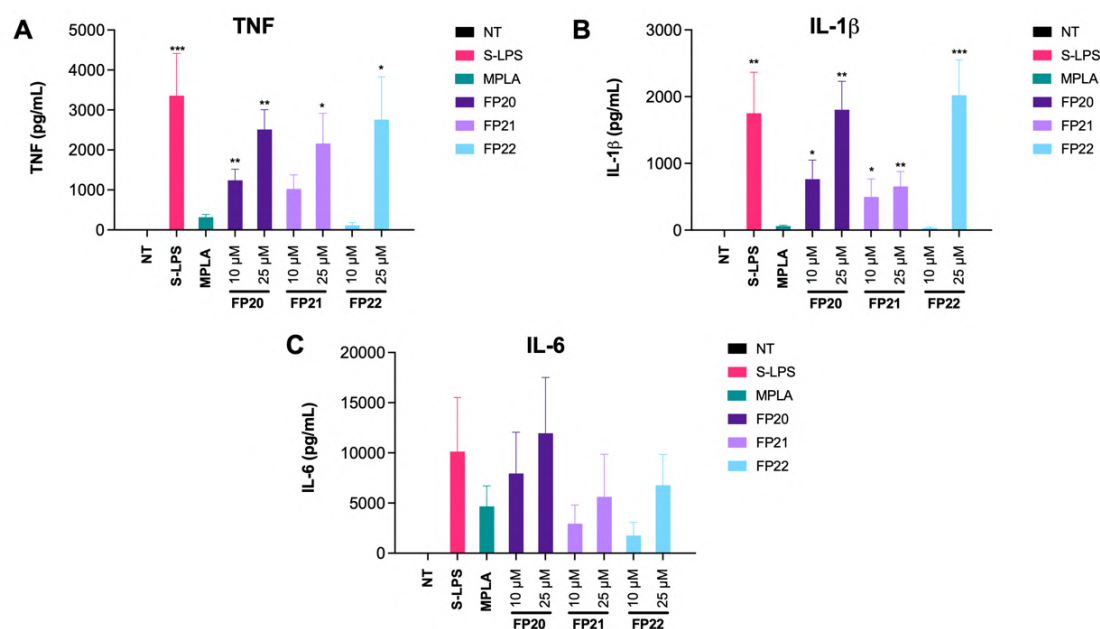 A
TNF
TNF (pg/mL)
5000
4000
3000
2000
1000
0
***
**
**
*
*
NT
S-LPS
MPLA
10 µM
25 µM
10 µM
25 µM
10 µM
25 µM
FP20
FP21
FP22
NT
S-LPS
MPLA
FP20
FP21
FP22
B
IL-1β
IL-1β (pg/mL)
3000
2000
1000
0
**
*
**
*
**
***
NT
S-LPS
MPLA
10 µM
25 µM
10 µM
25 µM
10 µM
25 µM
FP20
FP21
FP22
NT
S-LPS
MPLA
FP20
FP21
FP22
C
IL-6
IL-6 (pg/mL)
20000
15000
10000
5000
0
NT
S-LPS
MPLA
10 µM
25 µM
10 µM
25 µM
10 µM
25 µM
FP20
FP21
FP22
NT
S-LPS
MPLA
FP20
FP21
FP22